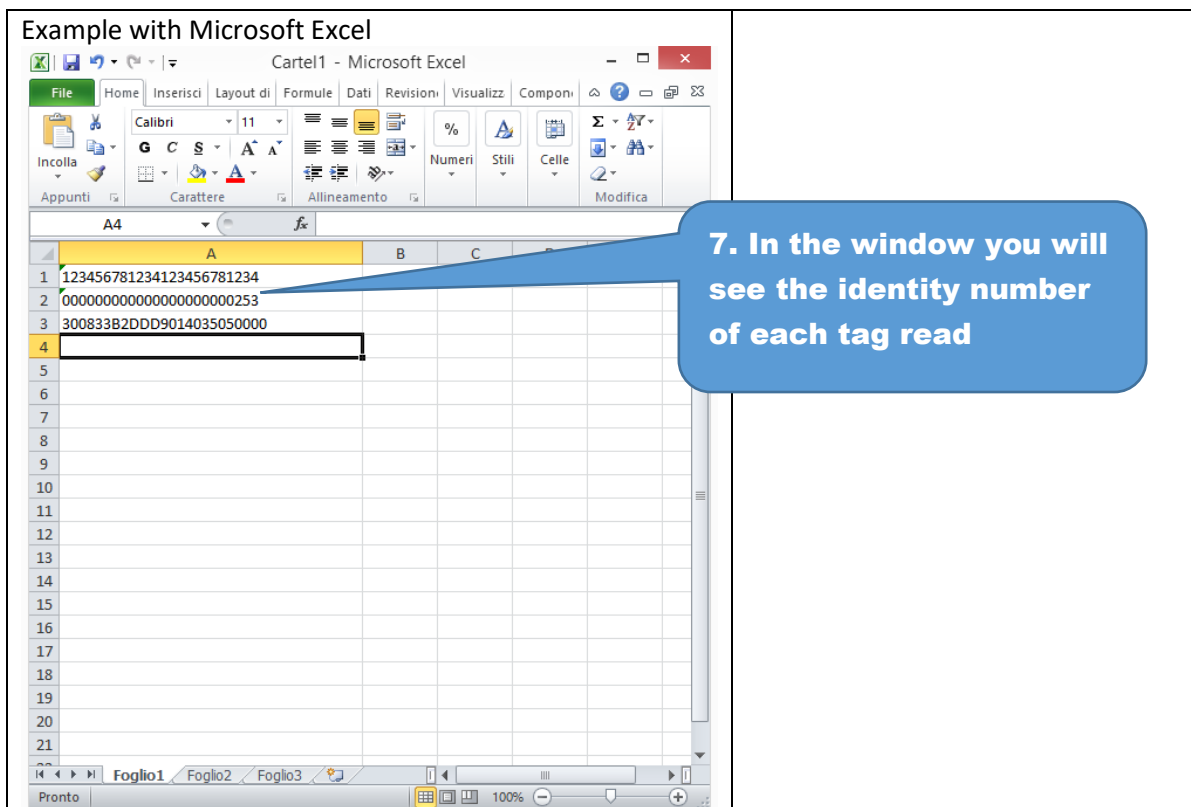 Example with Microsoft Excel
Cartel1 - Microsoft Excel
File Home Inserisci Layout di Formule Dati Revision Visualizz Compon
Calibri 11
Incolla
G C S A A
% Numeri
Stili
Celle
Σ
Appunti Carattere Allineamento Modifica
A4 fx
A B C
1 123456781234123456781234
2 000000000000000000000253
3 300833B2DDD9014035050000
4
5
6
7
8
9
10
11
12
13
14
15
16
17
18
19
20
21
Foglio1 Foglio2 Foglio3
Pronto 100%
7. In the window you will
see the identity number
of each tag read